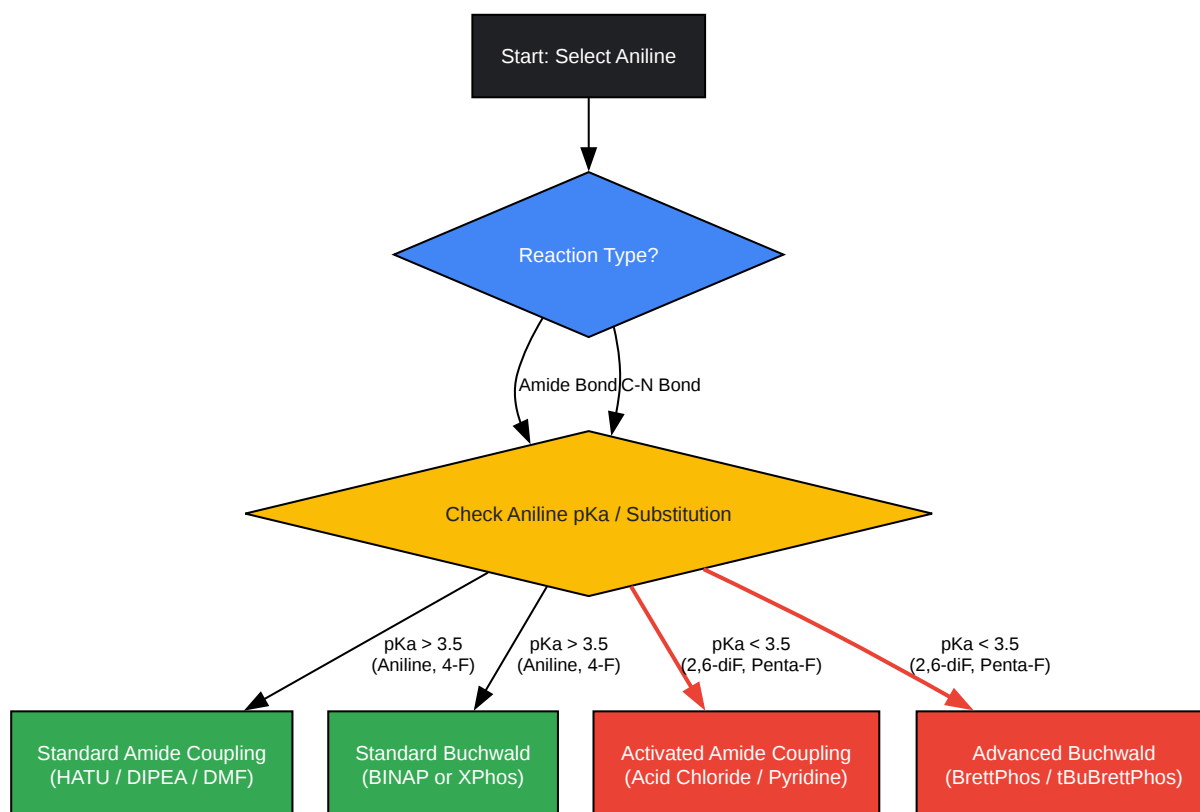 Start: Select Aniline
Reaction Type?
Amide Bond
C-N Bond
Check Aniline pKa / Substitution
pKa > 3.5
(Aniline, 4-F)
pKa > 3.5
(Aniline, 4-F)
pKa < 3.5
(2,6-diF, Penta-F)
pKa < 3.5
(2,6-diF, Penta-F)
Standard Amide Coupling
(HATU / DIPEA / DMF)
Standard Buchwald
(BINAP or XPhos)
Activated Amide Coupling
(Acid Chloride / Pyridine)
Advanced Buchwald
(BrettPhos / tBuBrettPhos)